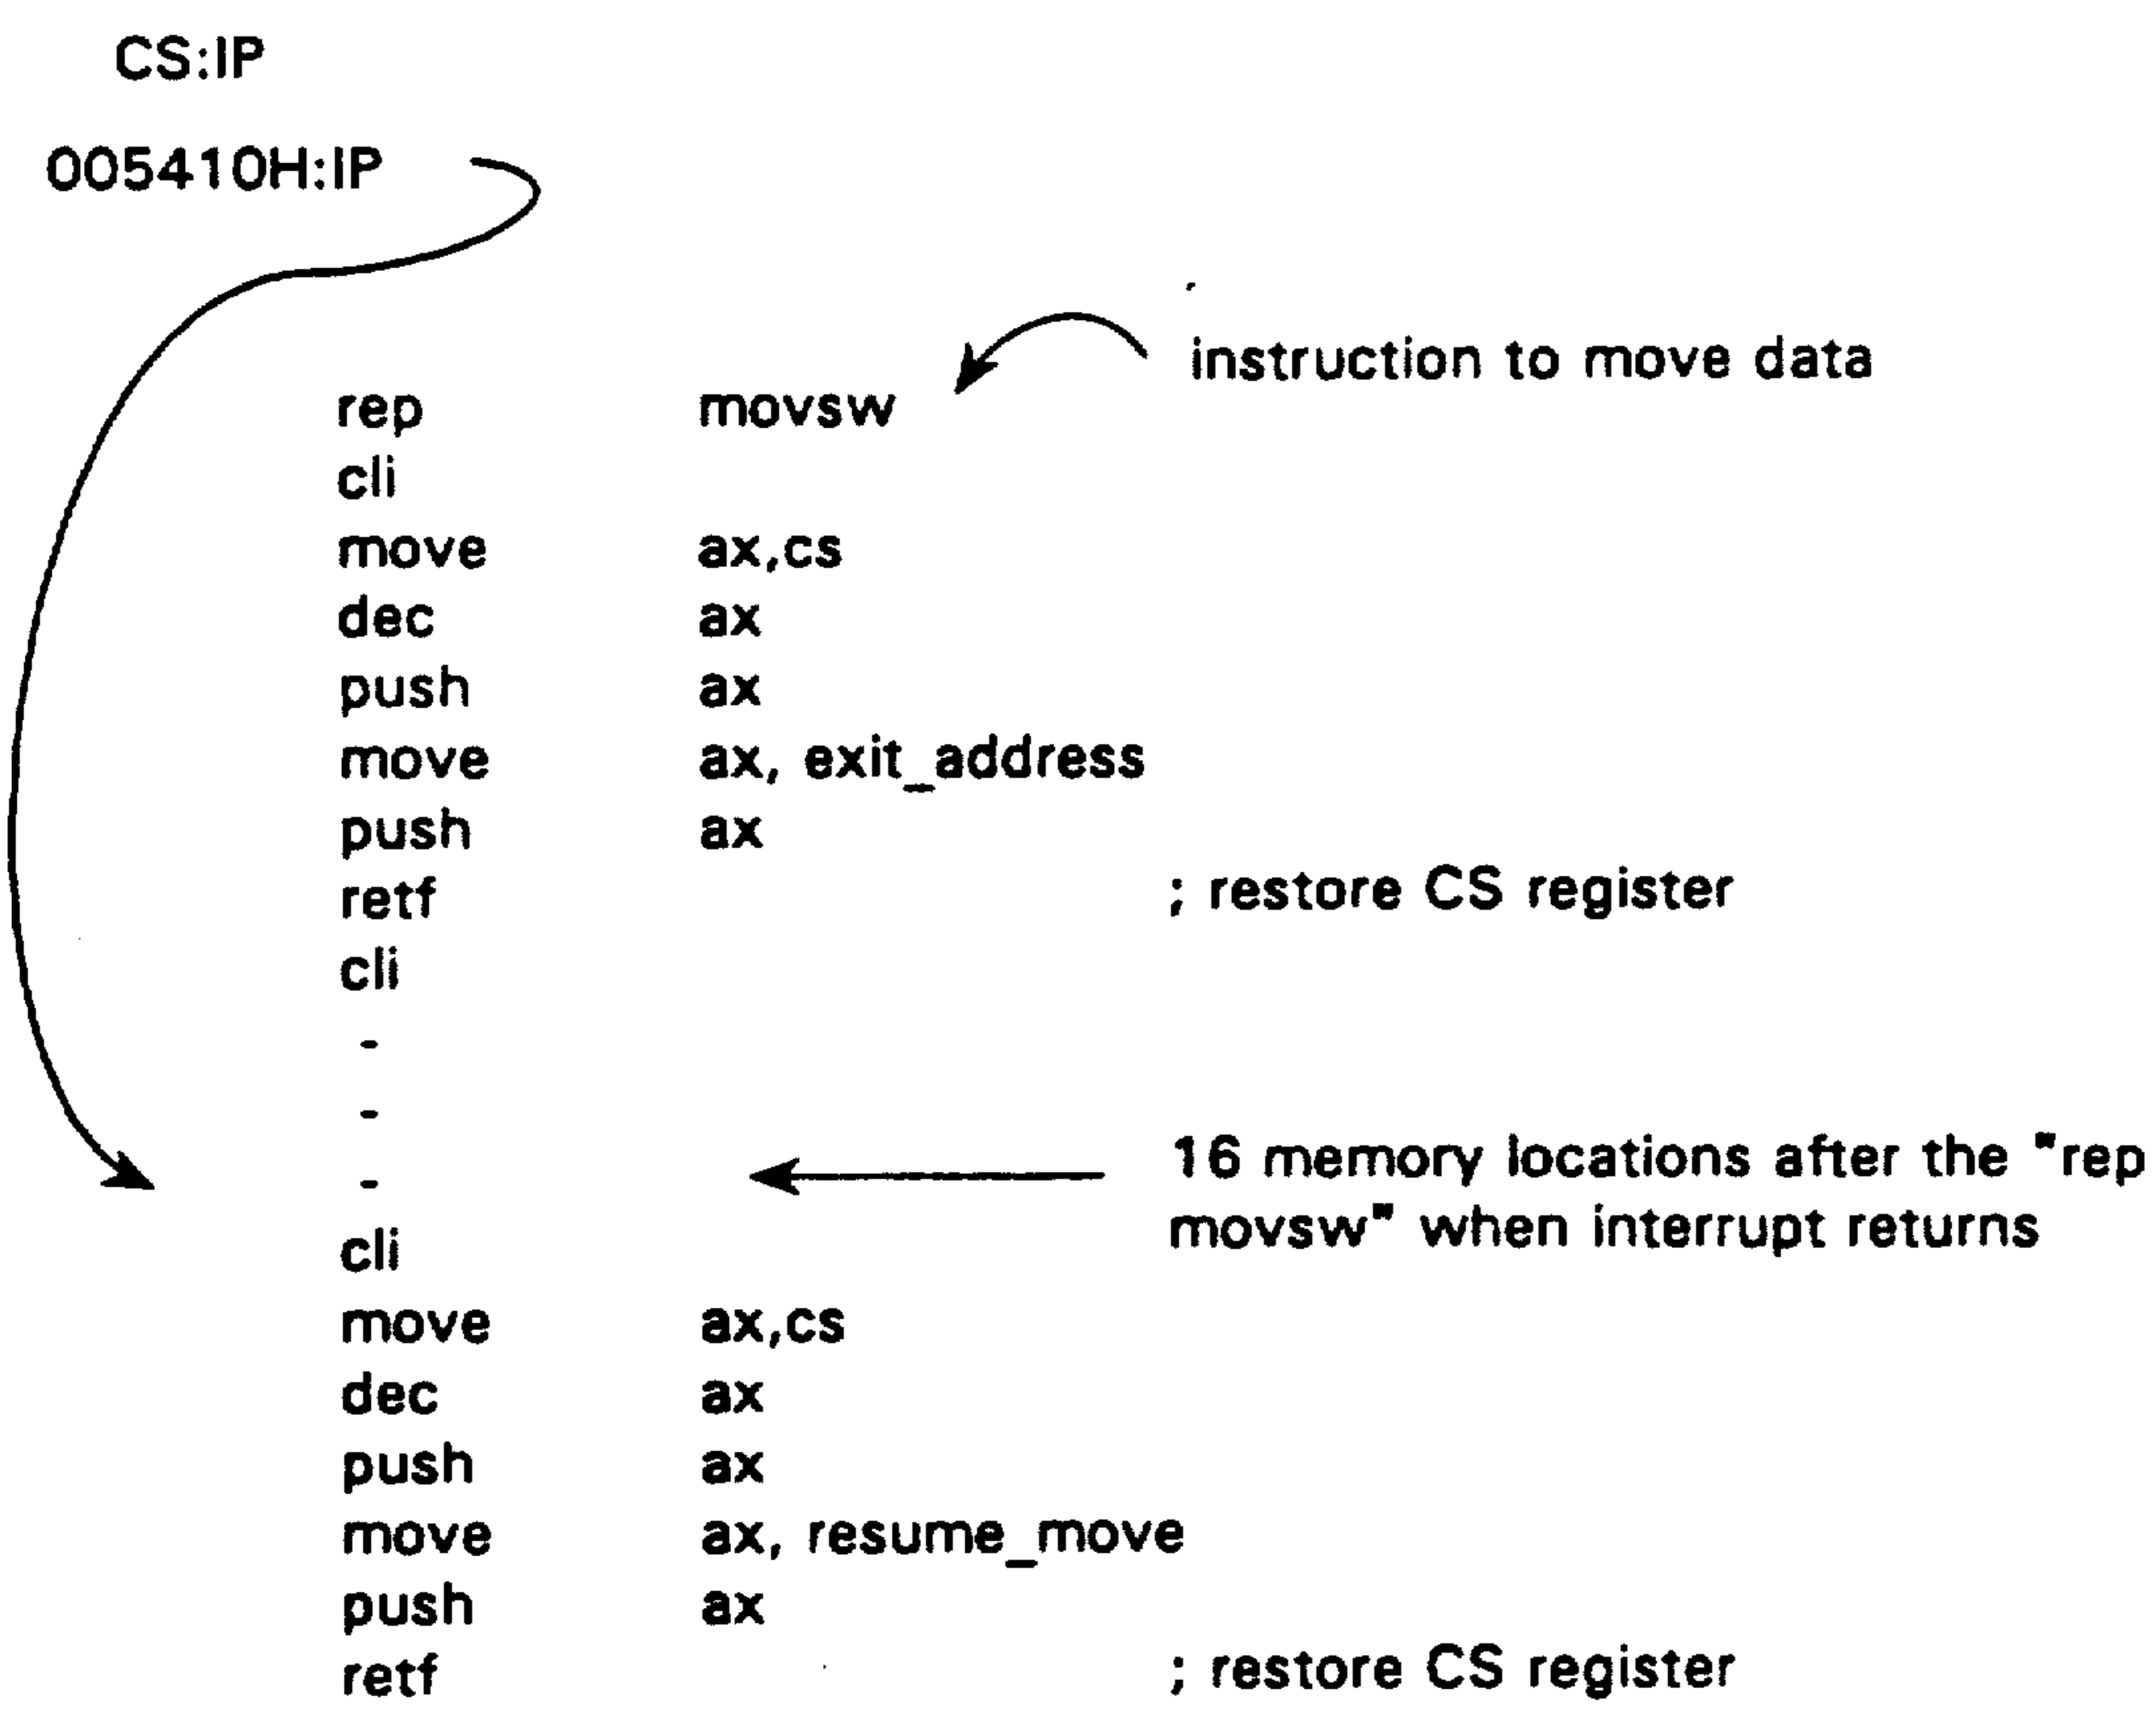 CS:IP
005410H:IP
instruction to move data
rep movsw
cli
move ax,cs
dec ax
push ax
move ax, exit_address
push ax
retf ; restore CS register
cli
-
-
-
16 memory locations after the "rep
movsw" when interrupt returns
cli
move ax,cs
dec ax
push ax
move ax, resume_move
push ax
retf ; restore CS register